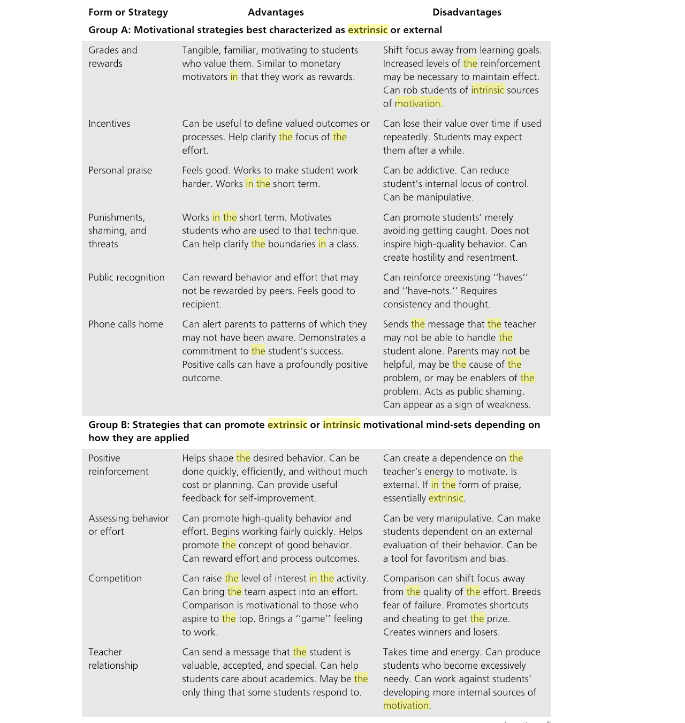 Form or Strategy Advantages Disadvantages
Group A: Motivational strategies best characterized as extrinsic or external
Grades and Tangible, familiar, motivating to students Shift focus away from learning goals.
rewards who value them. Similar to monetary Increased levels of the reinforcement
motivators in that they work as rewards. may be necessary to maintain effect.
Can rob students of intrinsic sources
of motivation.
Incentives Can be useful to define valued outcomes or Can lose their value over time if used
processes. Help clarify the focus of the repeatedly. Students may expect
effort. them after a while.
Personal praise Feels good. Works to make student work Can be addictive. Can reduce
harder. Works in the short term. student's internal locus of control.
Can be manipulative.
Punishments, Works in the short term. Motivates Can promote students' merely
shaming, and students who are used to that technique. avoiding getting caught. Does not
threats Can help clarify the boundaries in a class. inspire high-quality behavior. Can
create hostility and resentment.
Public recognition Can reward behavior and effort that may Can reinforce preexisting "haves"
not be rewarded by peers. Feels good to and "have-nots." Requires
recipient. consistency and thought.
Phone calls home Can alert parents to patterns of which they Sends the message that the teacher
may not have been aware. Demonstrates a may not be able to handle the
commitment to the student's success. student alone. Parents may not be
Positive calls can have a profoundly positive helpful, may be the cause of the
outcome. problem, or may be enablers of the
problem. Acts as public shaming.
Can appear as a sign of weakness.
Group B: Strategies that can promote extrinsic or intrinsic motivational mind-sets depending on
how they are applied
Positive Helps shape the desired behavior. Can be Can create a dependence on the
reinforcement done quickly, efficiently, and without much teacher's energy to motivate. Is
cost or planning. Can provide useful external. If in the form of praise,
feedback for self-improvement. essentially extrinsic.
Assessing behavior Can promote high-quality behavior and Can be very manipulative. Can make
or effort effort. Begins working fairly quickly. Helps students dependent on an external
promote the concept of good behavior. evaluation of their behavior. Can be
Can reward effort and process outcomes. a tool for favoritism and bias.
Competition Can raise the level of interest in the activity. Comparison can shift focus away
Can bring the team aspect into an effort. from the quality of the effort. Breeds
Comparison is motivational to those who fear of failure. Promotes shortcuts
aspire to the top. Brings a "game" feeling and cheating to get the prize.
to work. Creates winners and losers.
Teacher Can send a message that the student is Takes time and energy. Can produce
relationship valuable, accepted, and special. Can help students who become excessively
students care about academics. May be the needy. Can work against students'
only thing that some students respond to. developing more internal sources of
motivation.